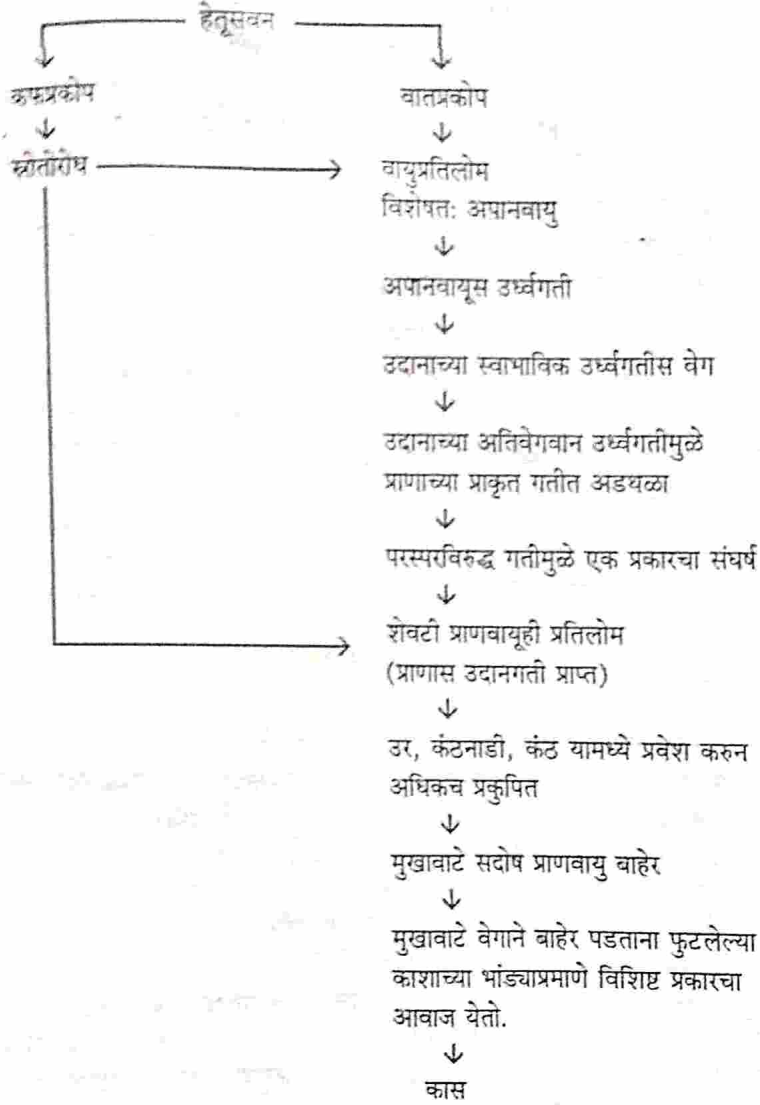 हेतूसेवन
कफप्रकोप
वातप्रकोप
स्रोतोरोध
वायुप्रतिलोम
विशेषतः अपानवायु
अपानवायूस उर्ध्वगती
उदानाच्या स्वाभाविक उर्ध्वगतीस वेग
उदानाच्या अतिवेगवान उर्ध्वगतीमुळे
प्राणाच्या प्राकृत गतीत अडथळा
परस्परविरुद्ध गतीमुळे एक प्रकारचा संघर्ष
शेवटी प्राणवायूही प्रतिलोम
(प्राणास उदानगती प्राप्त)
उर, कंठनाडी, कंठ यामध्ये प्रवेश करुन
अधिकच प्रकुपित
मुखावाटे सदोष प्राणवायु बाहेर
मुखावाटे वेगाने बाहेर पडताना फुटलेल्या
काशाच्या भांड्याप्रमाणे विशिष्ट प्रकारचा
आवाज येतो.
कास